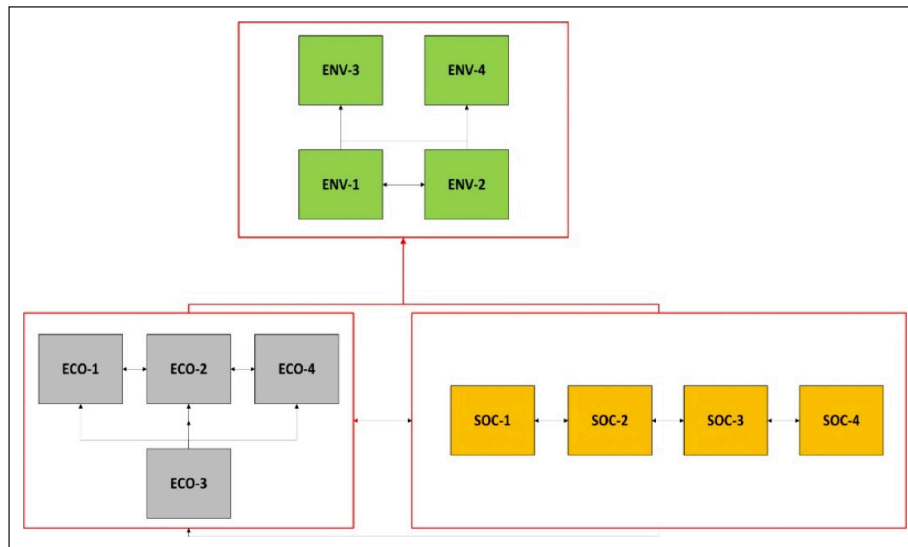 ENV-3
ENV-4
ENV-1
ENV-2
ECO-1
ECO-2
ECO-4
ECO-3
SOC-1
SOC-2
SOC-3
SOC-4